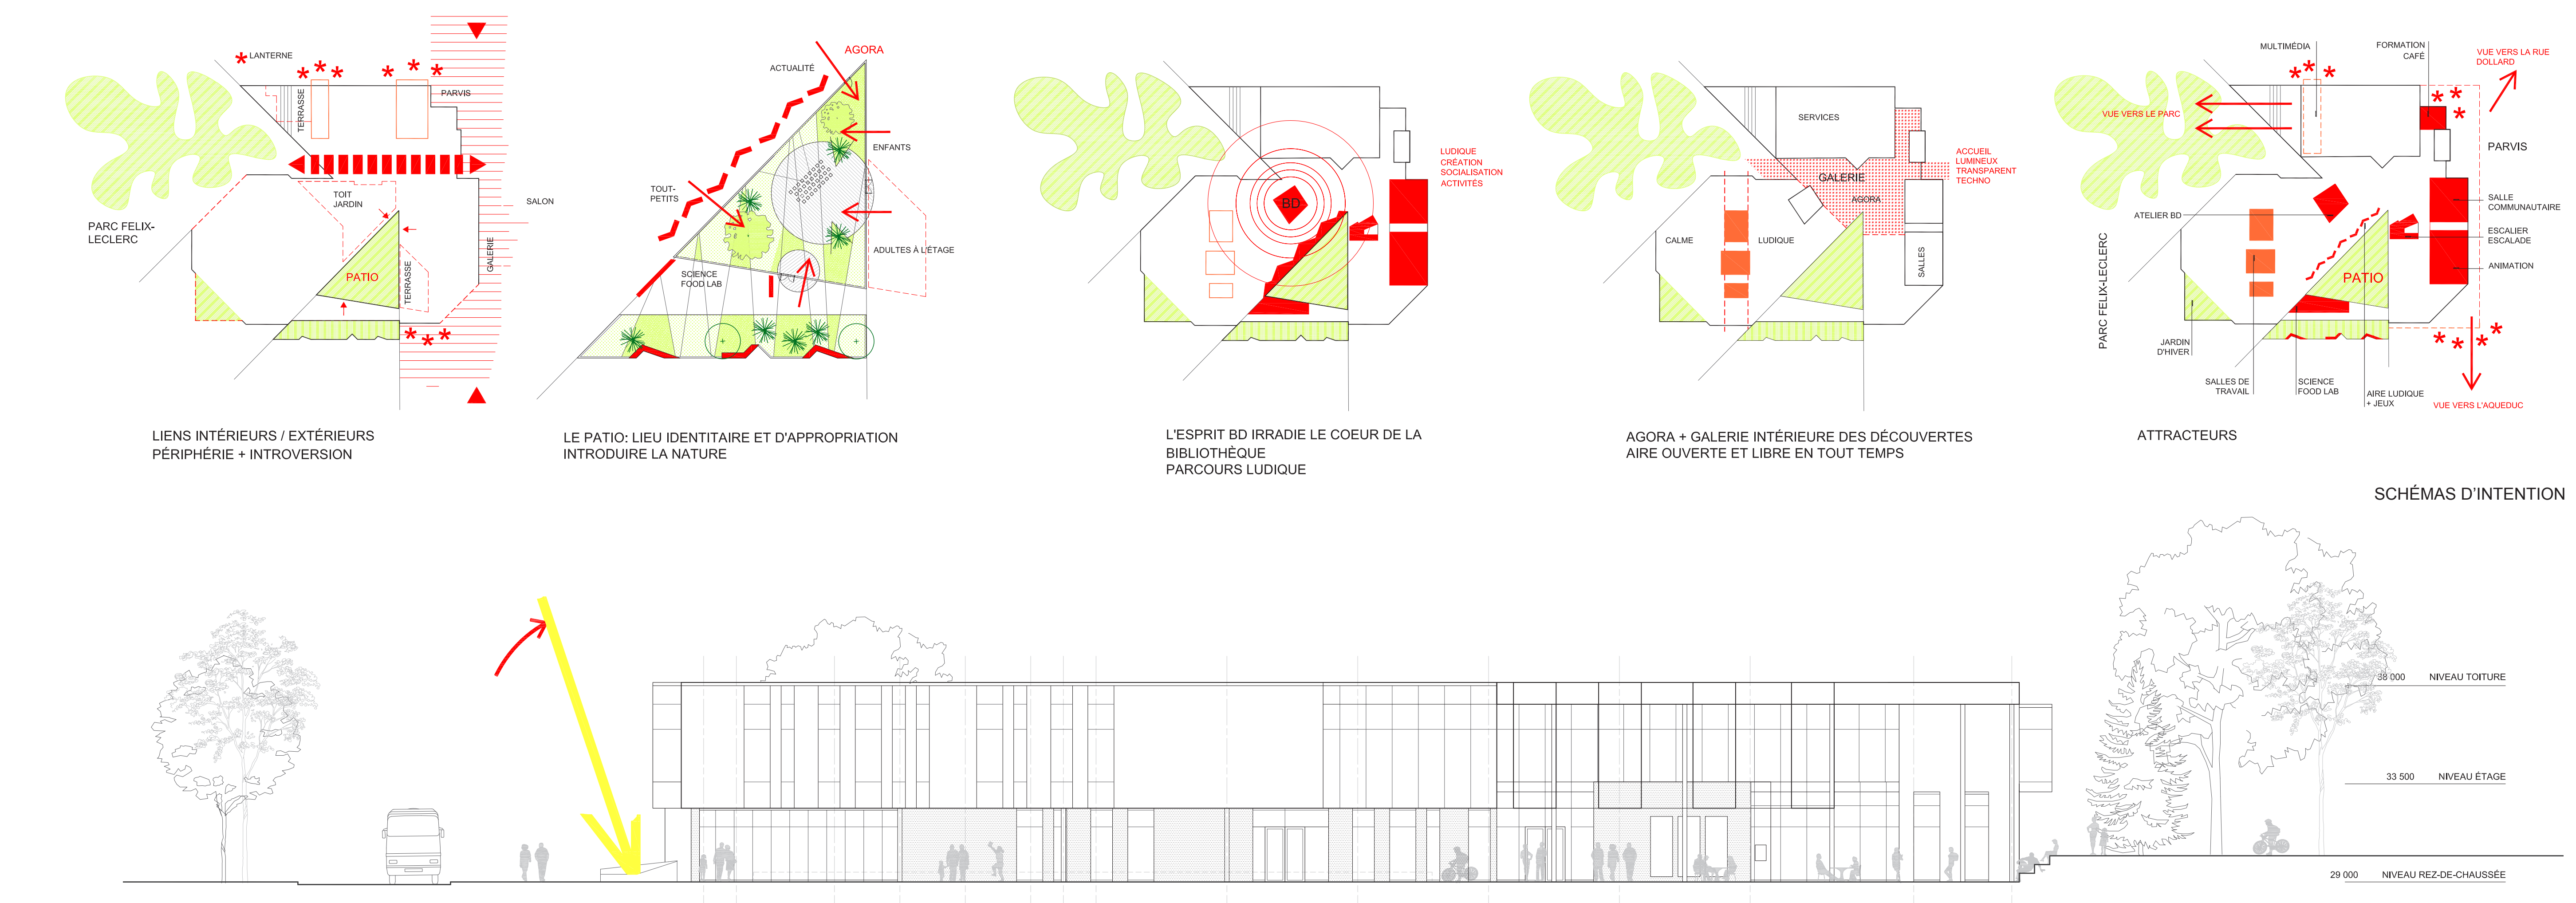 LANTERNE
TERRASSE
PARVIS
TOIT
JARDIN
SALON
PARC FELIX-
LECLERC
GALERIE
PATIO
TERRASSE
LIENS INTÉRIEURS / EXTÉRIEURS
PÉRIPHÉRIE + INTROVERSION
AGORA
ACTUALITÉ
ENFANTS
TOUT-
PETITS
ADULTES À L'ÉTAGE
SCIENCE
FOOD LAB
LE PATIO: LIEU IDENTITAIRE ET D'APPROPRIATION
INTRODUIRE LA NATURE
LUDIQUE
CRÉATION
SOCIALISATION
ACTIVITÉS
BD
L'ESPRIT BD IRRADIE LE COEUR DE LA
BIBLIOTHÈQUE
PARCOURS LUDIQUE
SERVICES
ACCUEIL
LUMINEUX
TRANSPARENT
TECHNO
GALERIE
AGORA
CALME
LUDIQUE
SALLES
AGORA + GALERIE INTÉRIEURE DES DÉCOUVERTES
AIRE OUVERTE ET LIBRE EN TOUT TEMPS
MULTIMÉDIA
FORMATION
CAFÉ
VUE VERS LA RUE
DOLLARD
VUE VERS LE PARC
PARVIS
SALLE
COMMUNAUTAIRE
ATELIER BD
ESCALIER
ESCALADE
ANIMATION
PATIO
PARC FELIX-LECLERC
JARDIN
D'HIVER
SALLES DE
TRAVAIL
SCIENCE
FOOD LAB
AIRE LUDIQUE
+ JEUX
VUE VERS L'AQUEDUC
ATTRACTEURS
SCHÉMAS D'INTENTION
38 000 NIVEAU TOITURE
33 500 NIVEAU ÉTAGE
29 000 NIVEAU REZ-DE-CHAUSSÉE